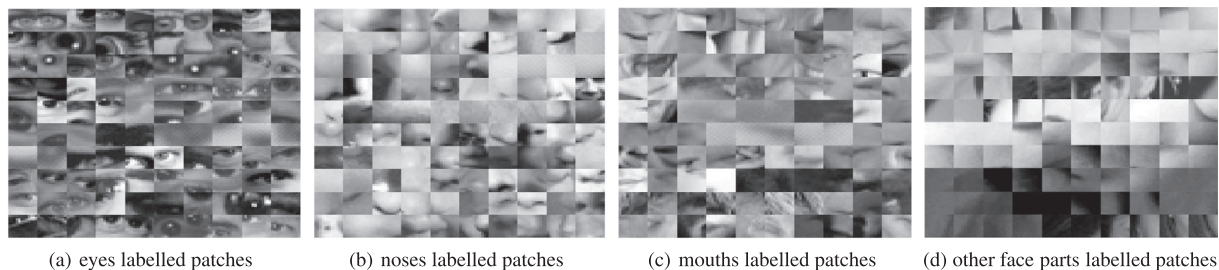 (a) eyes labelled patches
(b) noses labelled patches
(c) mouths labelled patches
(d) other face parts labelled patches